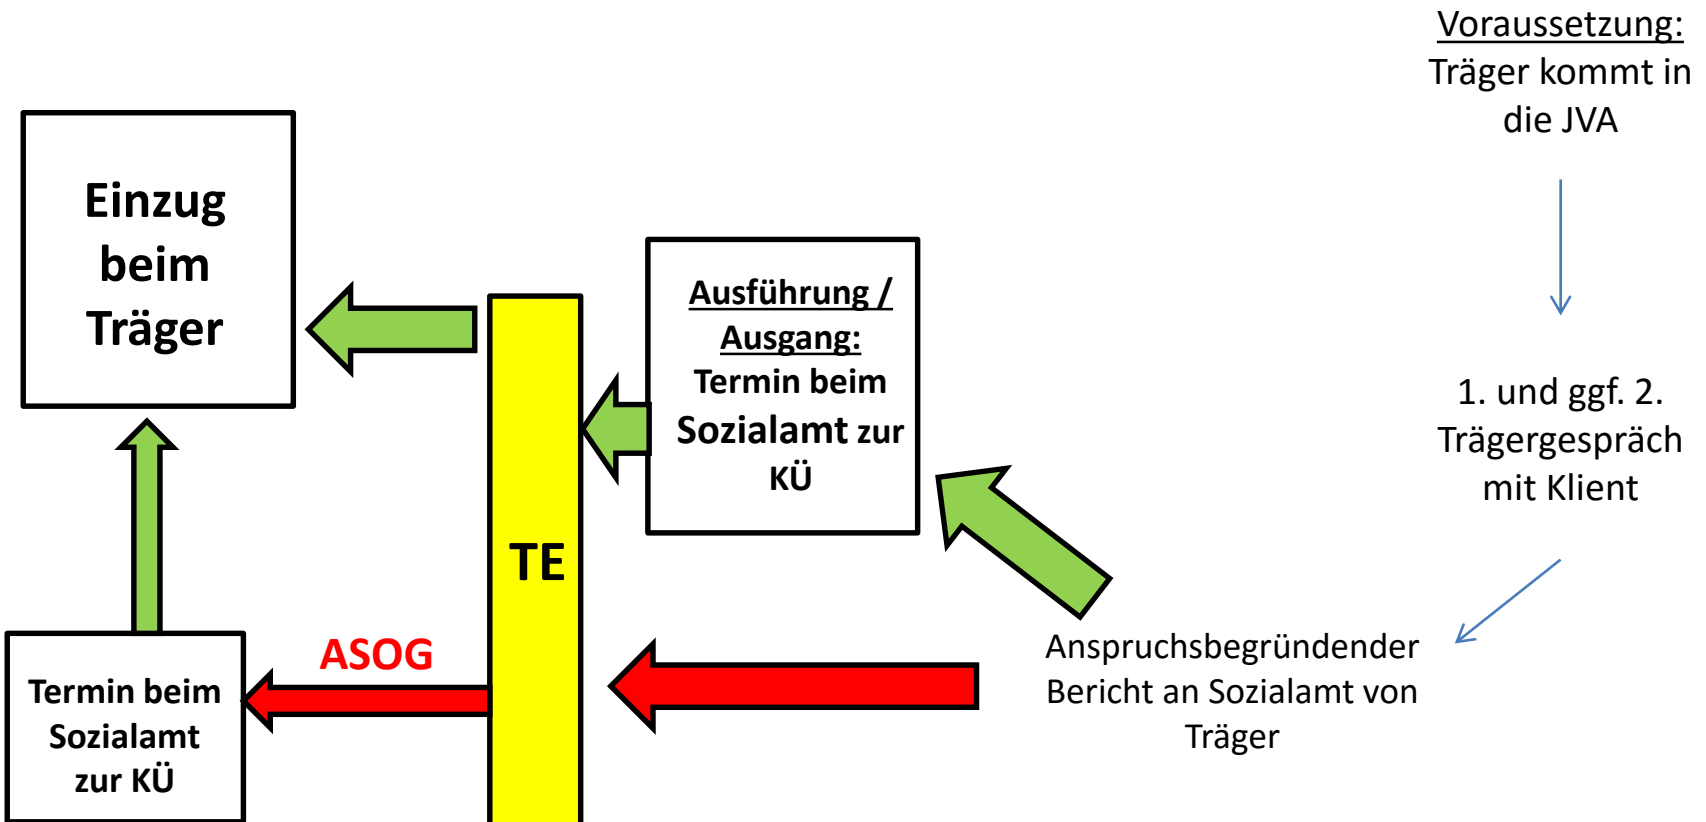 Voraussetzung:
Träger kommt in
die JVA
1. und ggf. 2.
Trägergespräch
mit Klient
Anspruchsbegründender
Bericht an Sozialamt von
Träger
Ausführung /
Ausgang:
Termin beim
Sozialamt zur
KÜ
TE
Einzug
beim
Träger
ASOG
Termin beim
Sozialamt
zur KÜ